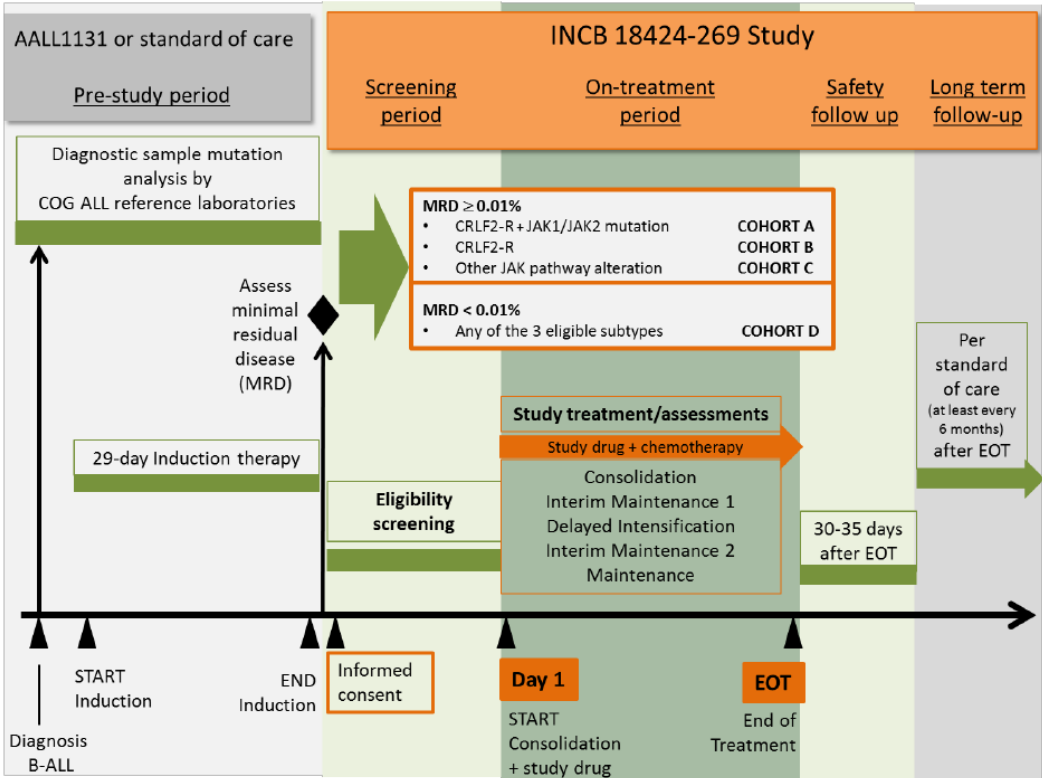 AALL1131 or standard of care
Pre-study period
INCB 18424-269 Study
Screening
period
On-treatment
period
Safety
follow up
Long term
follow-up
Diagnostic sample mutation
analysis by
COG ALL reference laboratories
MRD ≥ 0.01%
• CRLF2-R + JAK1/JAK2 mutation COHORT A
• CRLF2-R COHORT B
• Other JAK pathway alteration COHORT C
MRD < 0.01%
• Any of the 3 eligible subtypes COHORT D
Assess
minimal
residual
disease
(MRD)
Per
standard
of care
(at least every
6 months)
after EOT
29-day Induction therapy
Eligibility
screening
Study treatment/assessments
Study drug + chemotherapy
Consolidation
Interim Maintenance 1
Delayed Intensification
Interim Maintenance 2
Maintenance
30-35 days
after EOT
Diagnosis
B-ALL
START
Induction
END
Induction
Informed
consent
Day 1
START
Consolidation
+ study drug
EOT
End of
Treatment